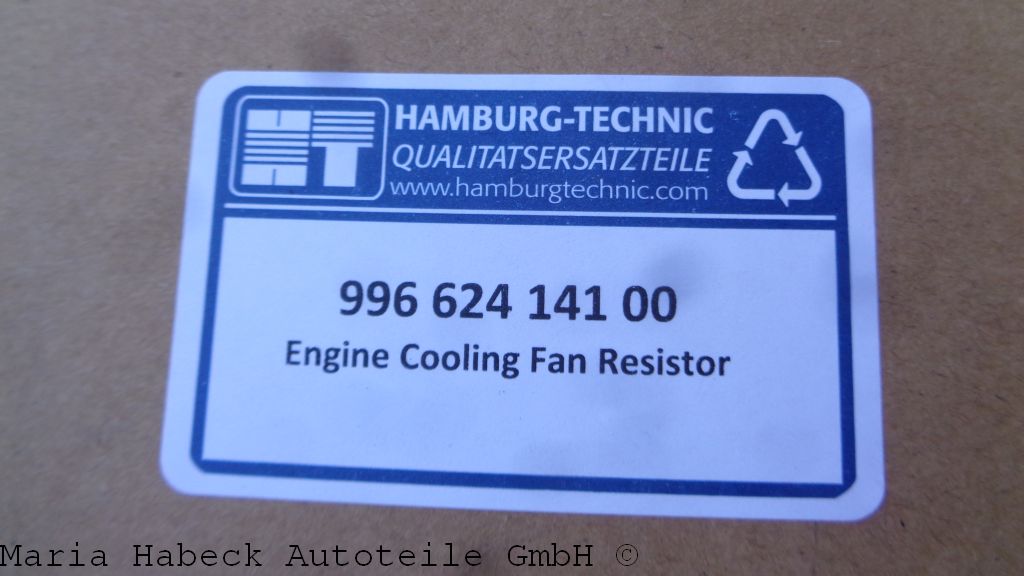 HAMBURG-TECHNIC
QUALITATSERSATZTEILE
www.hamburgtechnic.com
996 624 141 00
Engine Cooling Fan Resistor
Maria Habeck Autoteile GmbH ©